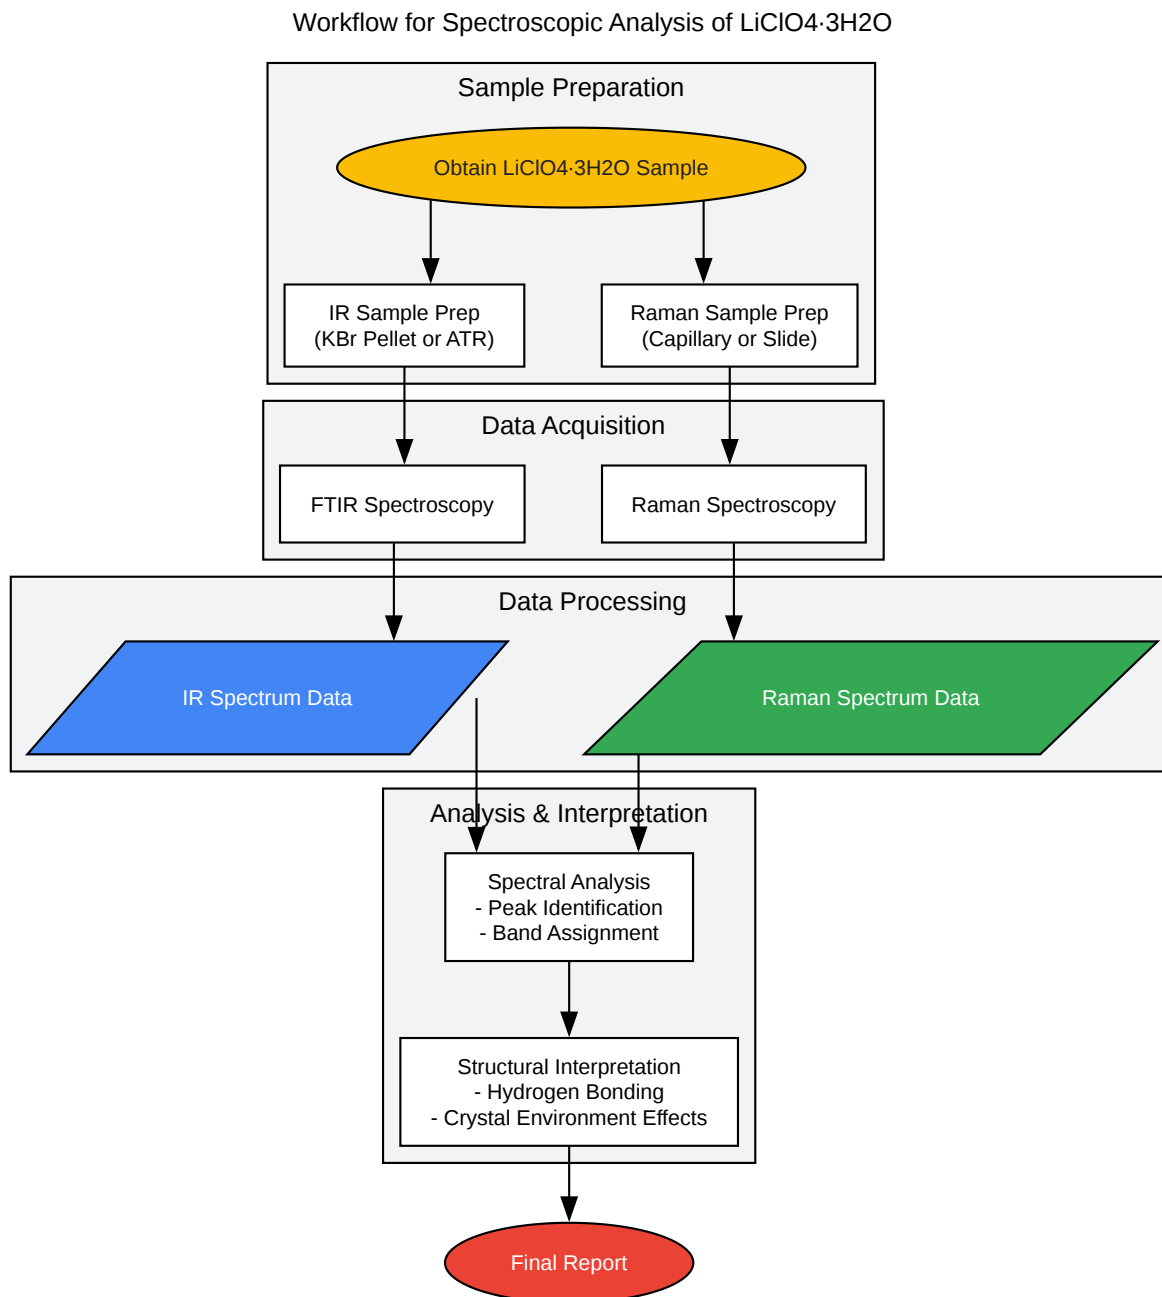 Workflow for Spectroscopic Analysis of LiClO4·3H2O
Sample Preparation
Obtain LiClO4·3H2O Sample
IR Sample Prep
(KBr Pellet or ATR)
Raman Sample Prep
(Capillary or Slide)
Data Acquisition
FTIR Spectroscopy
Raman Spectroscopy
Data Processing
IR Spectrum Data
Raman Spectrum Data
Analysis & Interpretation
Spectral Analysis
- Peak Identification
- Band Assignment
Structural Interpretation
- Hydrogen Bonding
- Crystal Environment Effects
Final Report